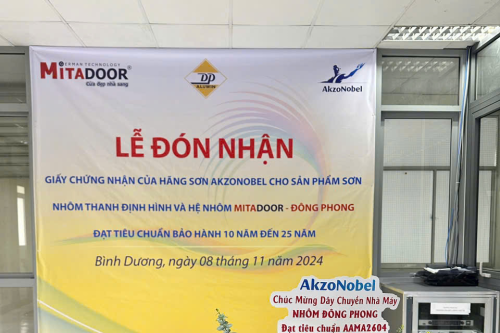 GERMAN TECHNOLOGY
MITADOOR®
Cửa đẹp nhà sang
DP
ALUMIN
AkzoNobel
LỄ ĐÓN NHẬN
GIẤY CHỨNG NHẬN CỦA HÃNG SƠN AKZONOBEL CHO SẢN PHẨM SƠN
NHÔM THANH ĐỊNH HÌNH VÀ HỆ NHÔM MITADOOR - ĐÔNG PHONG
ĐẠT TIÊU CHUẨN BẢO HÀNH 10 NĂM ĐẾN 25 NĂM
Bình Dương, ngày 08 tháng 11 năm 2024
AkzoNobel
Chúc Mừng Dây Chuyền Nhà Máy
NHÔM ĐÔNG PHONG
Đạt tiêu chuẩn AAMA2604